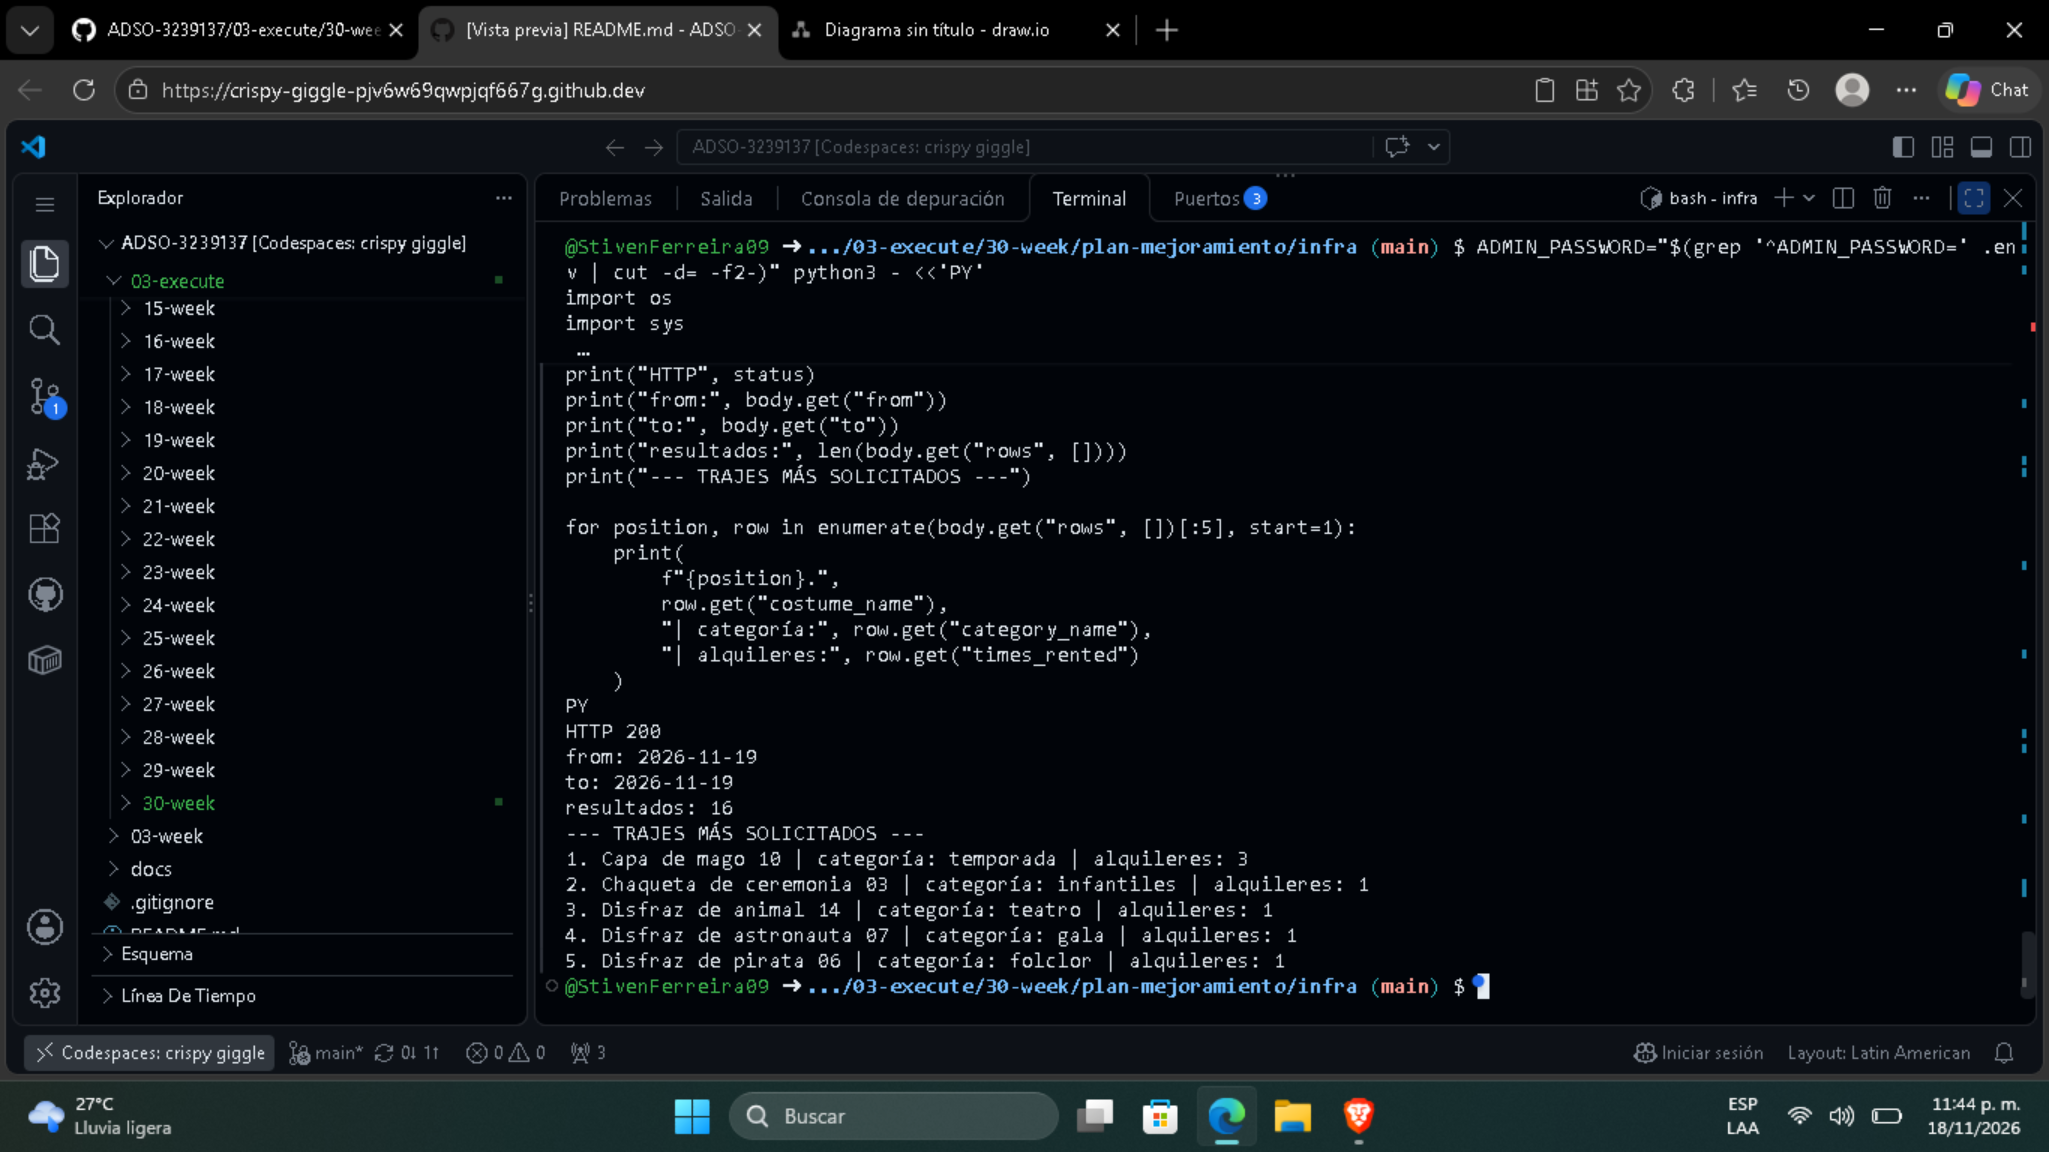 ADSO-3239137/03-execute/30-wee
[Vista previa] README.md - ADSO-
Diagrama sin título - draw.io
https://crispy-giggle-pjv6w69qwpjqf667g.github.dev
Chat
ADSO-3239137 [Codespaces: crispy giggle]
Explorador
ADSO-3239137 [Codespaces: crispy giggle]
03-execute
15-week
16-week
17-week
18-week
19-week
20-week
21-week
22-week
23-week
24-week
25-week
26-week
27-week
28-week
29-week
30-week
03-week
docs
.gitignore
README.md
Esquema
Línea De Tiempo
1
Problemas
Salida
Consola de depuración
Terminal
Puertos 3
bash - infra
@StivenFerreira09 ➜ .../03-execute/30-week/plan-mejoramiento/infra (main) $ ADMIN_PASSWORD="$(grep '^ADMIN_PASSWORD=' .en
v | cut -d= -f2-)" python3 - <<'PY'
import os
import sys
…
print("HTTP", status)
print("from:", body.get("from"))
print("to:", body.get("to"))
print("resultados:", len(body.get("rows", [])))
print("--- TRAJES MÁS SOLICITADOS ---")
for position, row in enumerate(body.get("rows", [])[:5], start=1):
print(
f"{position}.",
row.get("costume_name"),
"| categoría:", row.get("category_name"),
"| alquileres:", row.get("times_rented")
)
PY
HTTP 200
from: 2026-11-19
to: 2026-11-19
resultados: 16
--- TRAJES MÁS SOLICITADOS ---
1. Capa de mago 10 | categoría: temporada | alquileres: 3
2. Chaqueta de ceremonia 03 | categoría: infantiles | alquileres: 1
3. Disfraz de animal 14 | categoría: teatro | alquileres: 1
4. Disfraz de astronauta 07 | categoría: gala | alquileres: 1
5. Disfraz de pirata 06 | categoría: folclor | alquileres: 1
@StivenFerreira09 ➜ .../03-execute/30-week/plan-mejoramiento/infra (main) $
Codespaces: crispy giggle
main*
0↓ 1↑
0
0
3
Iniciar sesión
Layout: Latin American
27°C
Lluvia ligera
Buscar
ESP
LAA
11:44 p. m.
18/11/2026